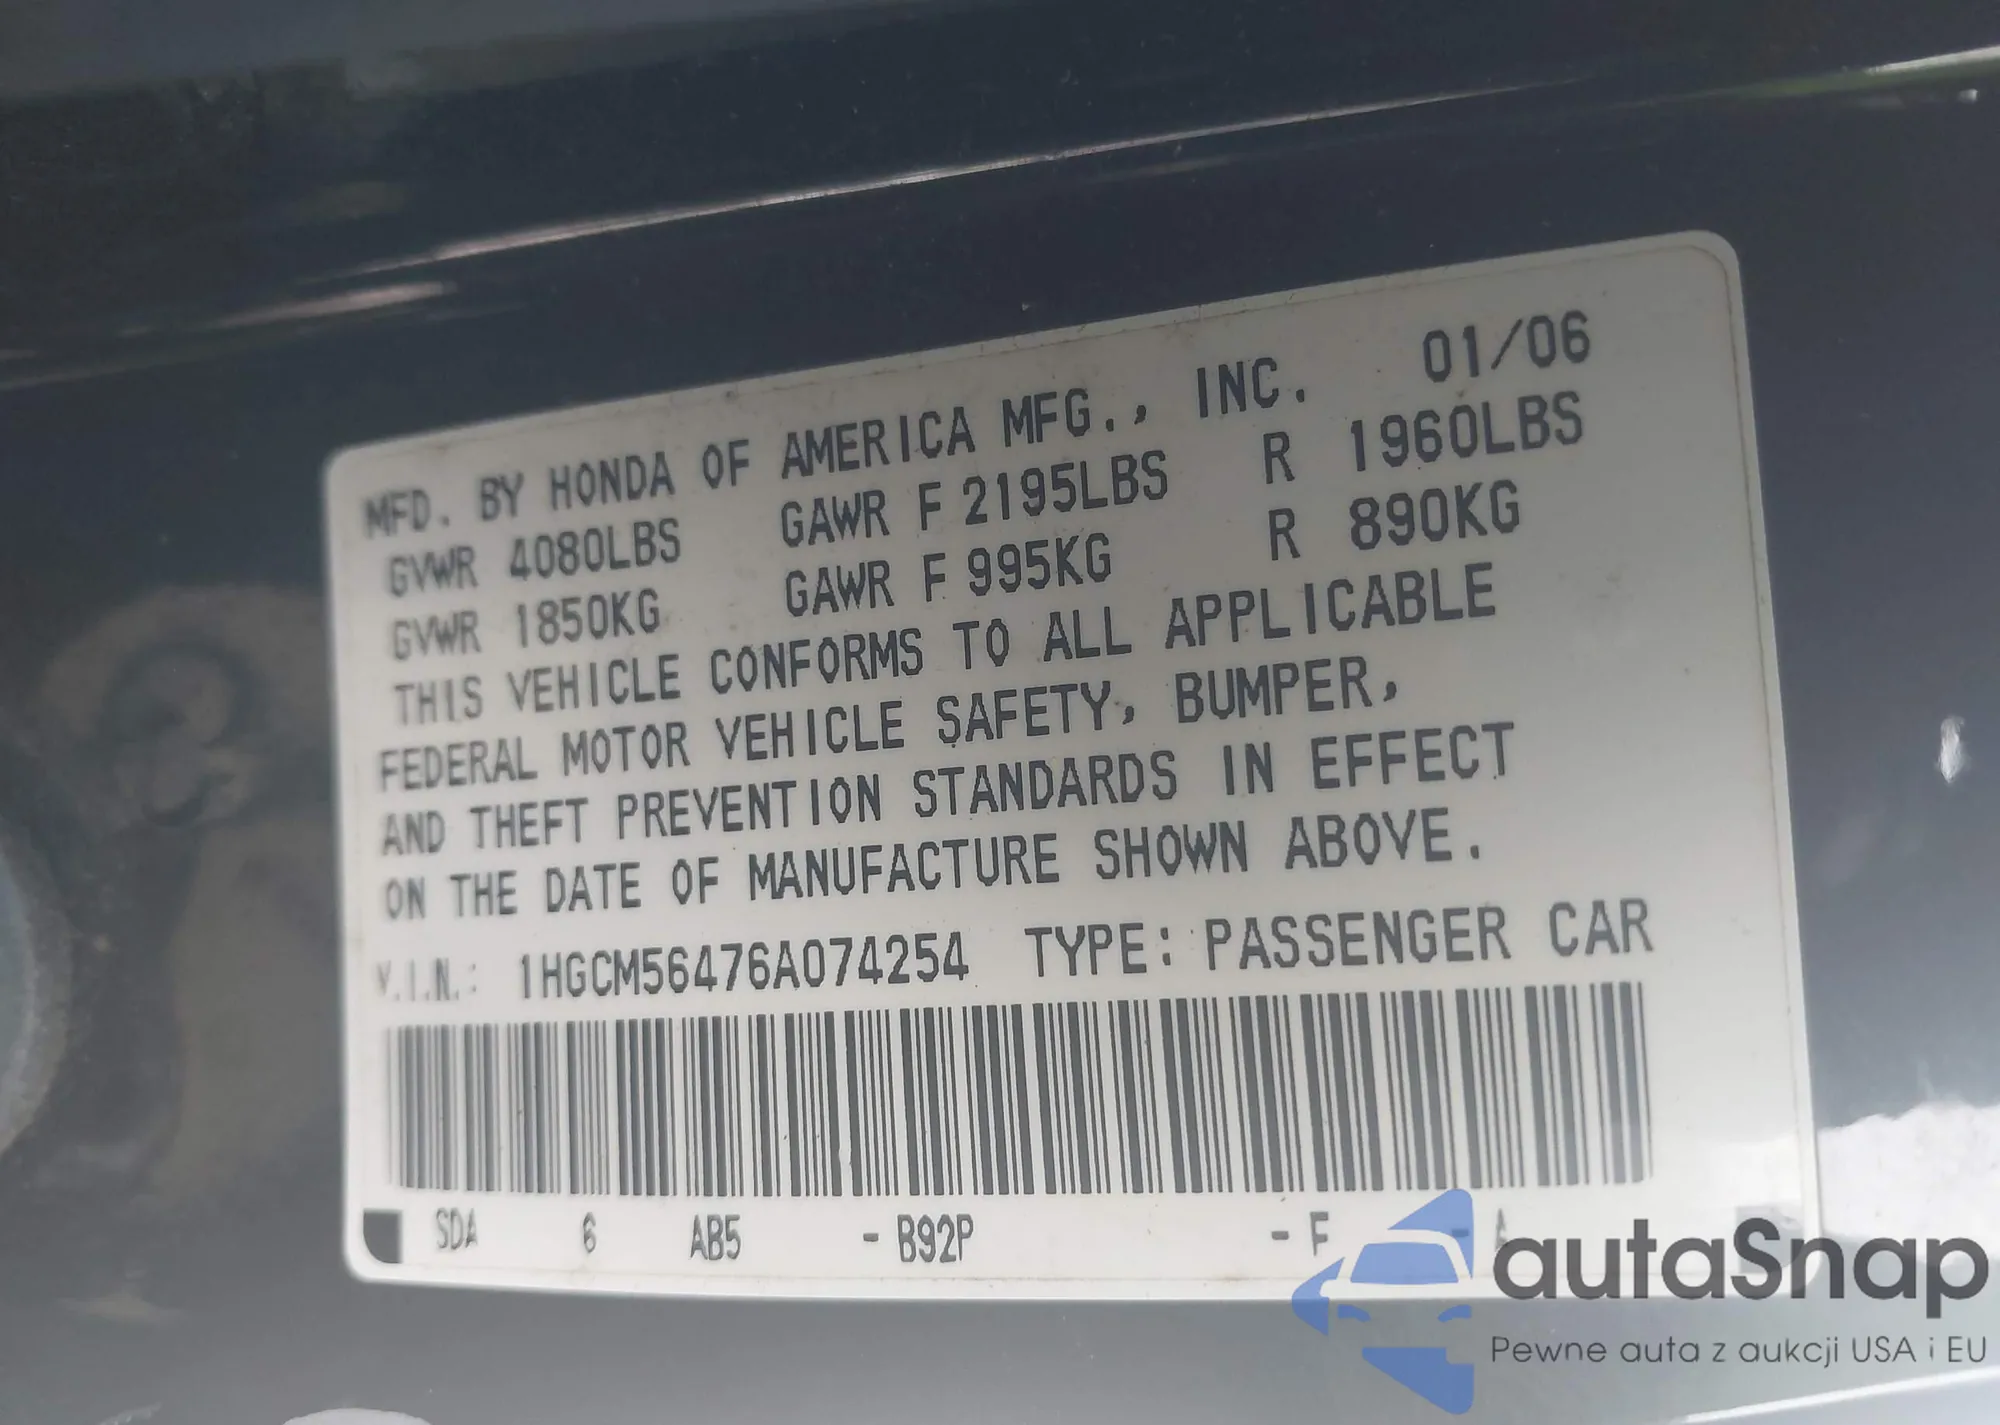 MFD. BY HONDA OF AMERICA MFG., INC. 01/06
GVWR 4080LBS GAWR F 2195LBS R 1960LBS
GVWR 1850KG GAWR F 995KG R 890KG
THIS VEHICLE CONFORMS TO ALL APPLICABLE
FEDERAL MOTOR VEHICLE SAFETY, BUMPER,
AND THEFT PREVENTION STANDARDS IN EFFECT
ON THE DATE OF MANUFACTURE SHOWN ABOVE.
V.I.N.: 1HGCM56476A074254 TYPE: PASSENGER CAR
SDA 6 AB5 - B92P - F - A
autaSnap
Pewne auta z aukcji USA i EU